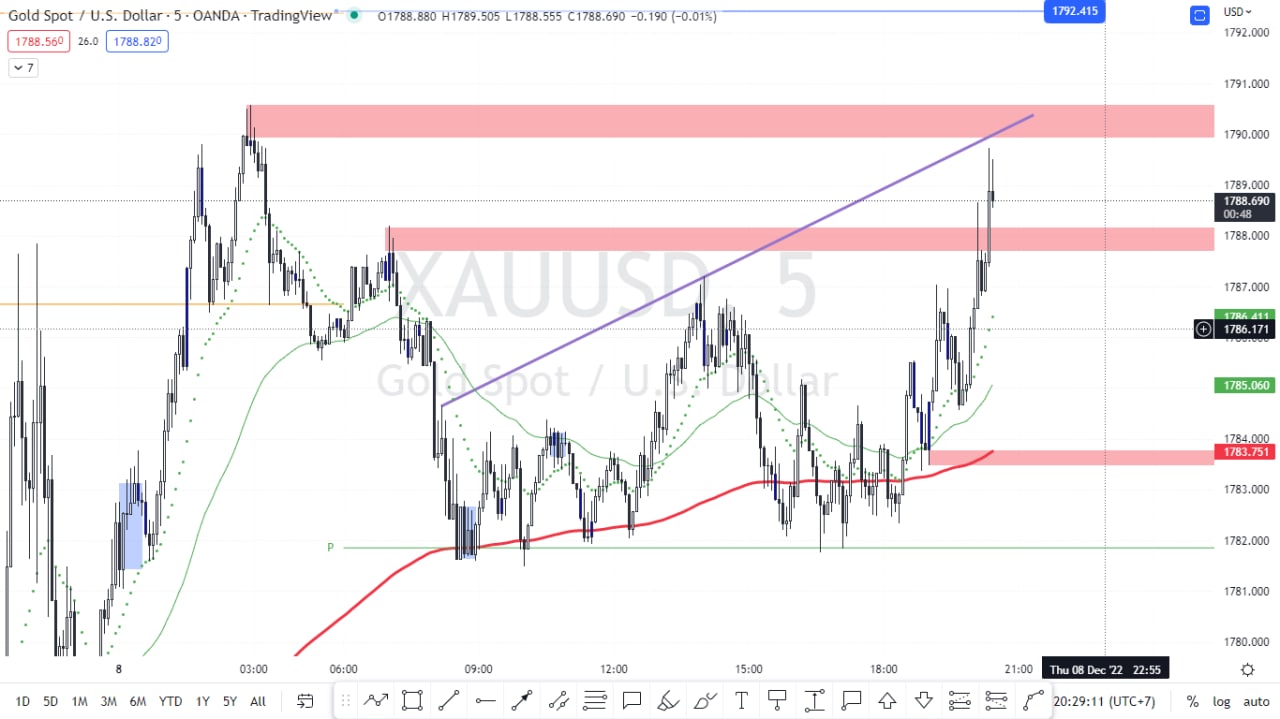 Gold Spot / U.S. Dollar · 5 · OANDA · TradingView O1788.880 H1789.505 L1788.555 C1788.690 −0.190 (−0.01%)
1792.415
USD
1788.560 26.0 1788.820
7
1792.000
1791.000
1790.000
1789.000
1788.690
00:48
1788.000
1787.000
1786.411
1786.171
1785.060
1784.000
1783.751
1783.000
1782.000
1781.000
1780.000
XAUUSD, 5
Gold Spot / U.S. Dollar
P
8 03:00 06:00 09:00 12:00 15:00 18:00 21:00 Thu 08 Dec '22 22:55
1D 5D 1M 3M 6M YTD 1Y 5Y All T 20:29:11 (UTC+7) % log auto